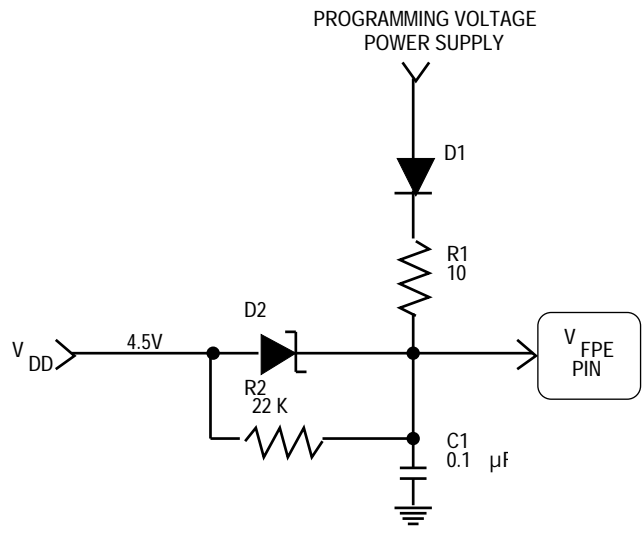 PROGRAMMING VOLTAGE
POWER SUPPLY
D1
R1
10
D2
V DD
4.5V
R2
22 K
V FPE
PIN
C1
0.1 µF